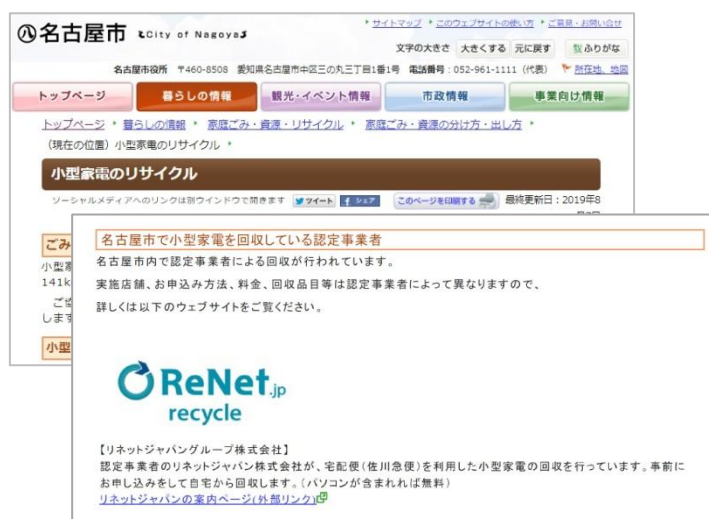 ・サイトマップ ・このウェブサイトの使い方 ・ご意見・お問い合せ
八 名古屋市 City of Nagoya
文字の大きさ 大きくする 元に戻す ふりがな
名古屋市役所 〒460-8508 愛知県名古屋市中区三の丸三丁目1番1号 電話番号：052-961-1111（代表） 所在地、地図
トップページ 暮らしの情報 観光・イベント情報 市政情報 事業向け情報
トップページ ・ 暮らしの情報 ・ 家庭ごみ・資源・リサイクル ・ 家庭ごみ・資源の分け方・出し方 ・
（現在の位置）小型家電のリサイクル ・
小型家電のリサイクル
ソーシャルメディアへのリンクは別ウインドウで開きます ツイート f シェア このページを印刷する 最終更新日：2019年8
ごみ
小型家
141k
ご協
します
小型
名古屋市で小型家電を回収している認定事業者
名古屋市内で認定事業者による回収が行われています。
実施店舗、お申込み方法、料金、回収品目等は認定事業者によって異なりますので、
詳しくは以下のウェブサイトをご覧ください。
ReNet.jp
recycle
【リネットジャパングループ株式会社】
認定事業者のリネットジャパン株式会社が、宅配便（佐川急便）を利用した小型家電の回収を行っています。事前に
お申し込みをして自宅から回収します。（パソコンが含まれれば無料）
リネットジャパンの案内ページ（外部リンク）